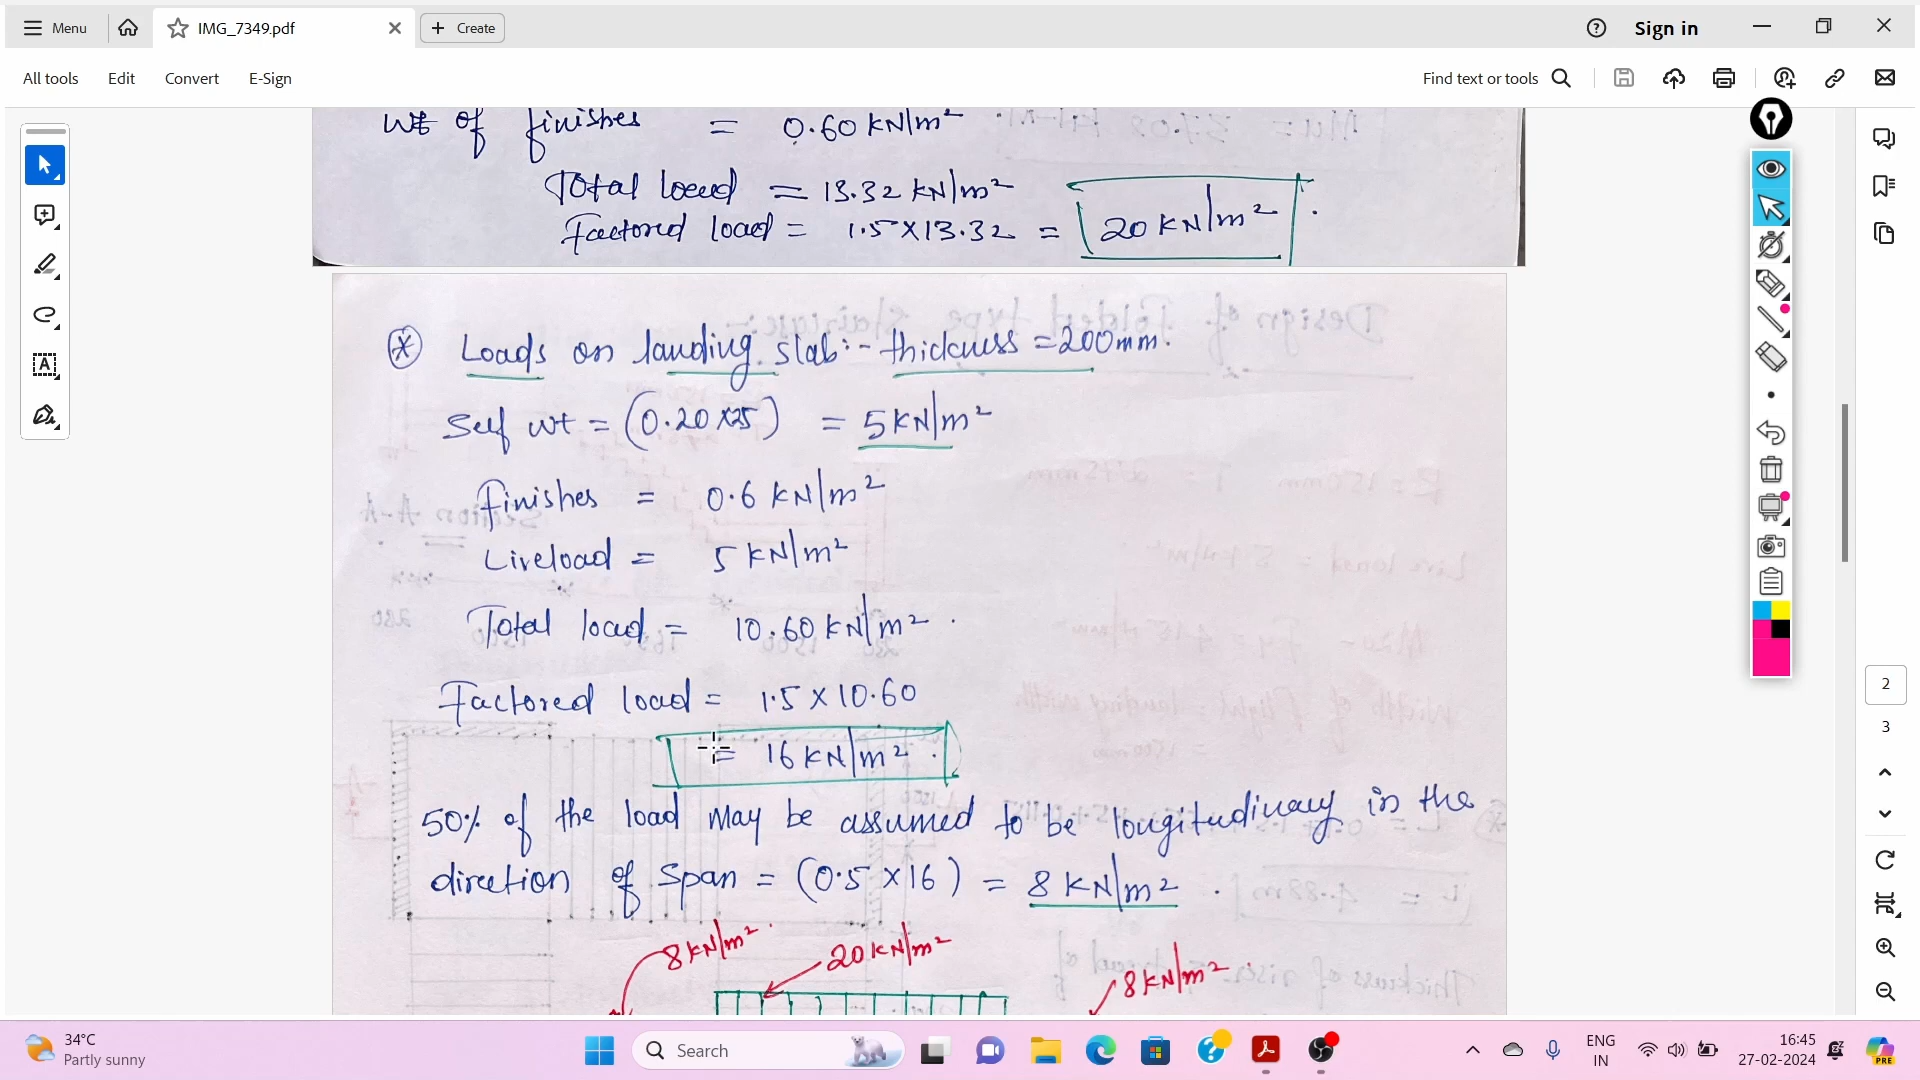 Menu
IMG_7349.pdf
Create
Sign in
All tools Edit Convert E-Sign
Find text or tools
Wt of finishes = 0.60 KN/m²
Total load = 13.32 KN/m²
Factored load = 1.5×13.32 = 20 KN/m².
* Loads on landing slab:- thickness = 200mm.
Self wt = (0.20×25) = 5 KN/m²
finishes = 0.6 KN/m²
Liveload = 5 KN/m²
Total load = 10.60 KN/m².
Factored load = 1.5 × 10.60
= 16 KN/m².
50% of the load may be assumed to be longitudinary in the
direction of span = (0.5 × 16) = 8 KN/m².
8 KN/m².
20 KN/m²
8 KN/m².
2
3
34°C
Partly sunny
Search
ENG
IN
16:45
27-02-2024
PRE